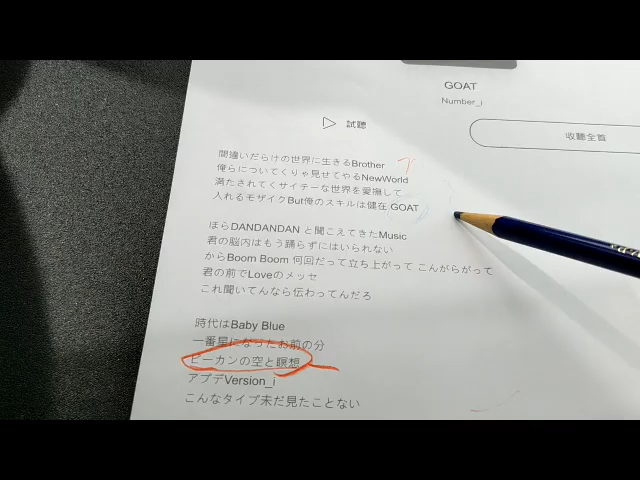 GOAT
Number_i
試聽
收聽全首
間違いだらけの世界に生きるBrother
俺らについてくりゃ見せてやるNewWorld
満たされてくサイテーな世界を愛撫して
入れるモザイクBut俺のスキルは健在 GOAT
ほらDANDANDAN と聞こえてきたMusic
君の脳内はもう踊らずにはいられない
からBoom Boom 何回だって立ち上がって こんがらがって
君の前でLoveのメッセ
これ聞いてんなら伝わってんだろ
時代はBaby Blue
一番星になったお前の分
ピーカンの空と瞑想
アプデVersion_i
こんなタイプ未だ見たことない